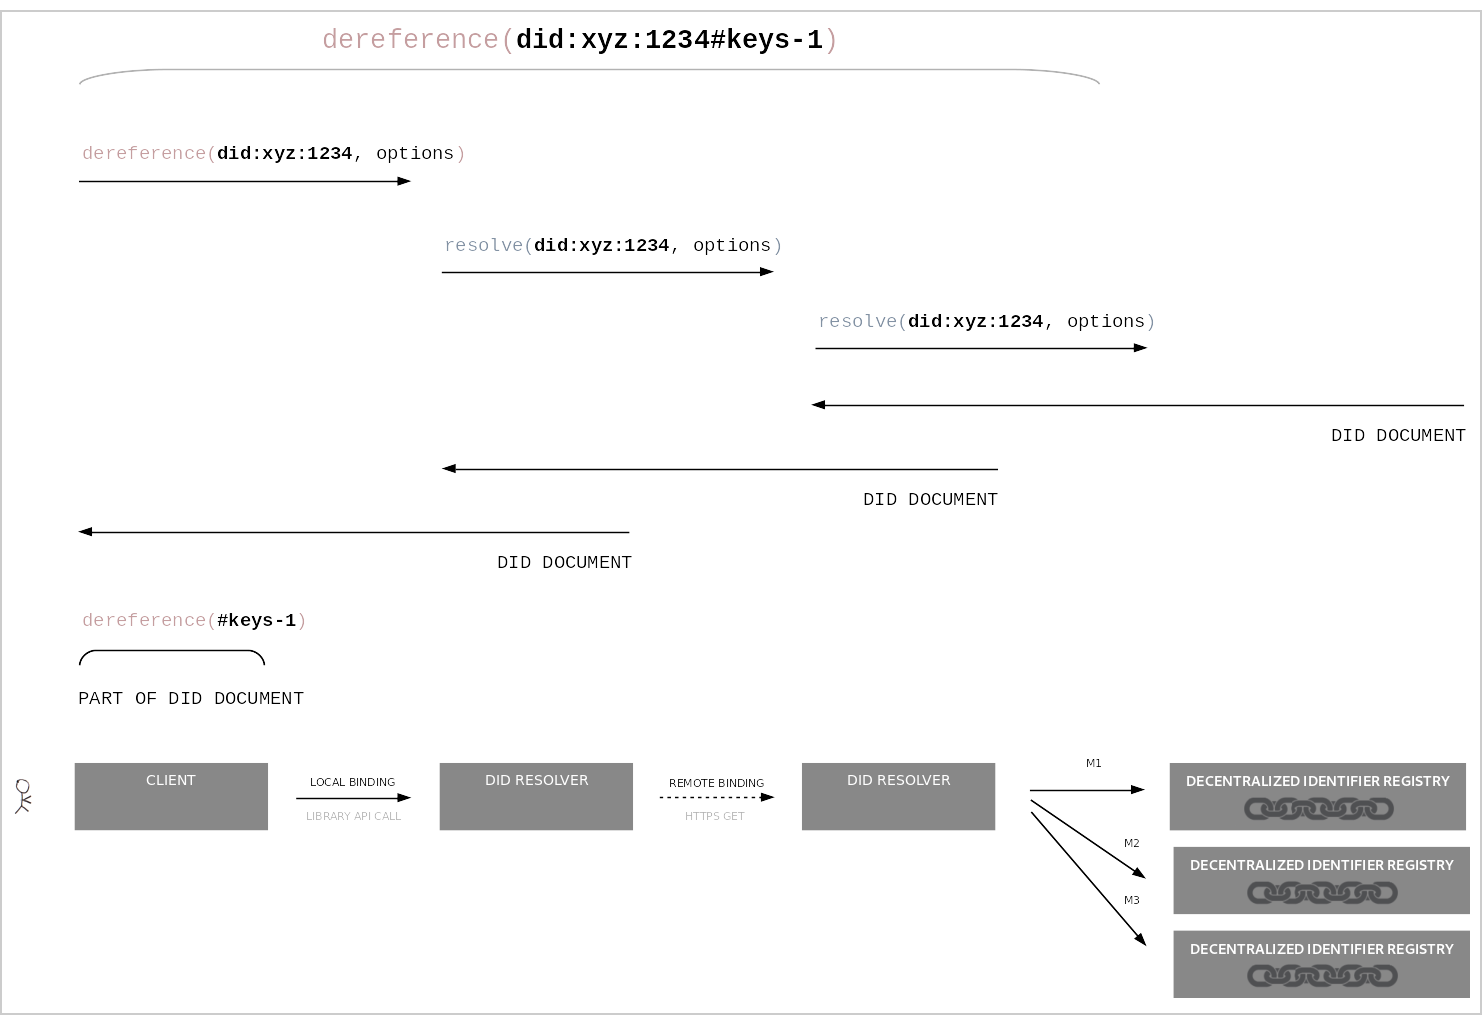 dereference(did:xyz:1234#keys-1)
dereference(did:xyz:1234, options)
resolve(did:xyz:1234, options)
resolve(did:xyz:1234, options)
DID DOCUMENT
DID DOCUMENT
DID DOCUMENT
dereference(#keys-1)
PART OF DID DOCUMENT
CLIENT
LOCAL BINDING
LIBRARY API CALL
DID RESOLVER
REMOTE BINDING
HTTPS GET
DID RESOLVER
M1
DECENTRALIZED IDENTIFIER REGISTRY
M2
DECENTRALIZED IDENTIFIER REGISTRY
M3
DECENTRALIZED IDENTIFIER REGISTRY